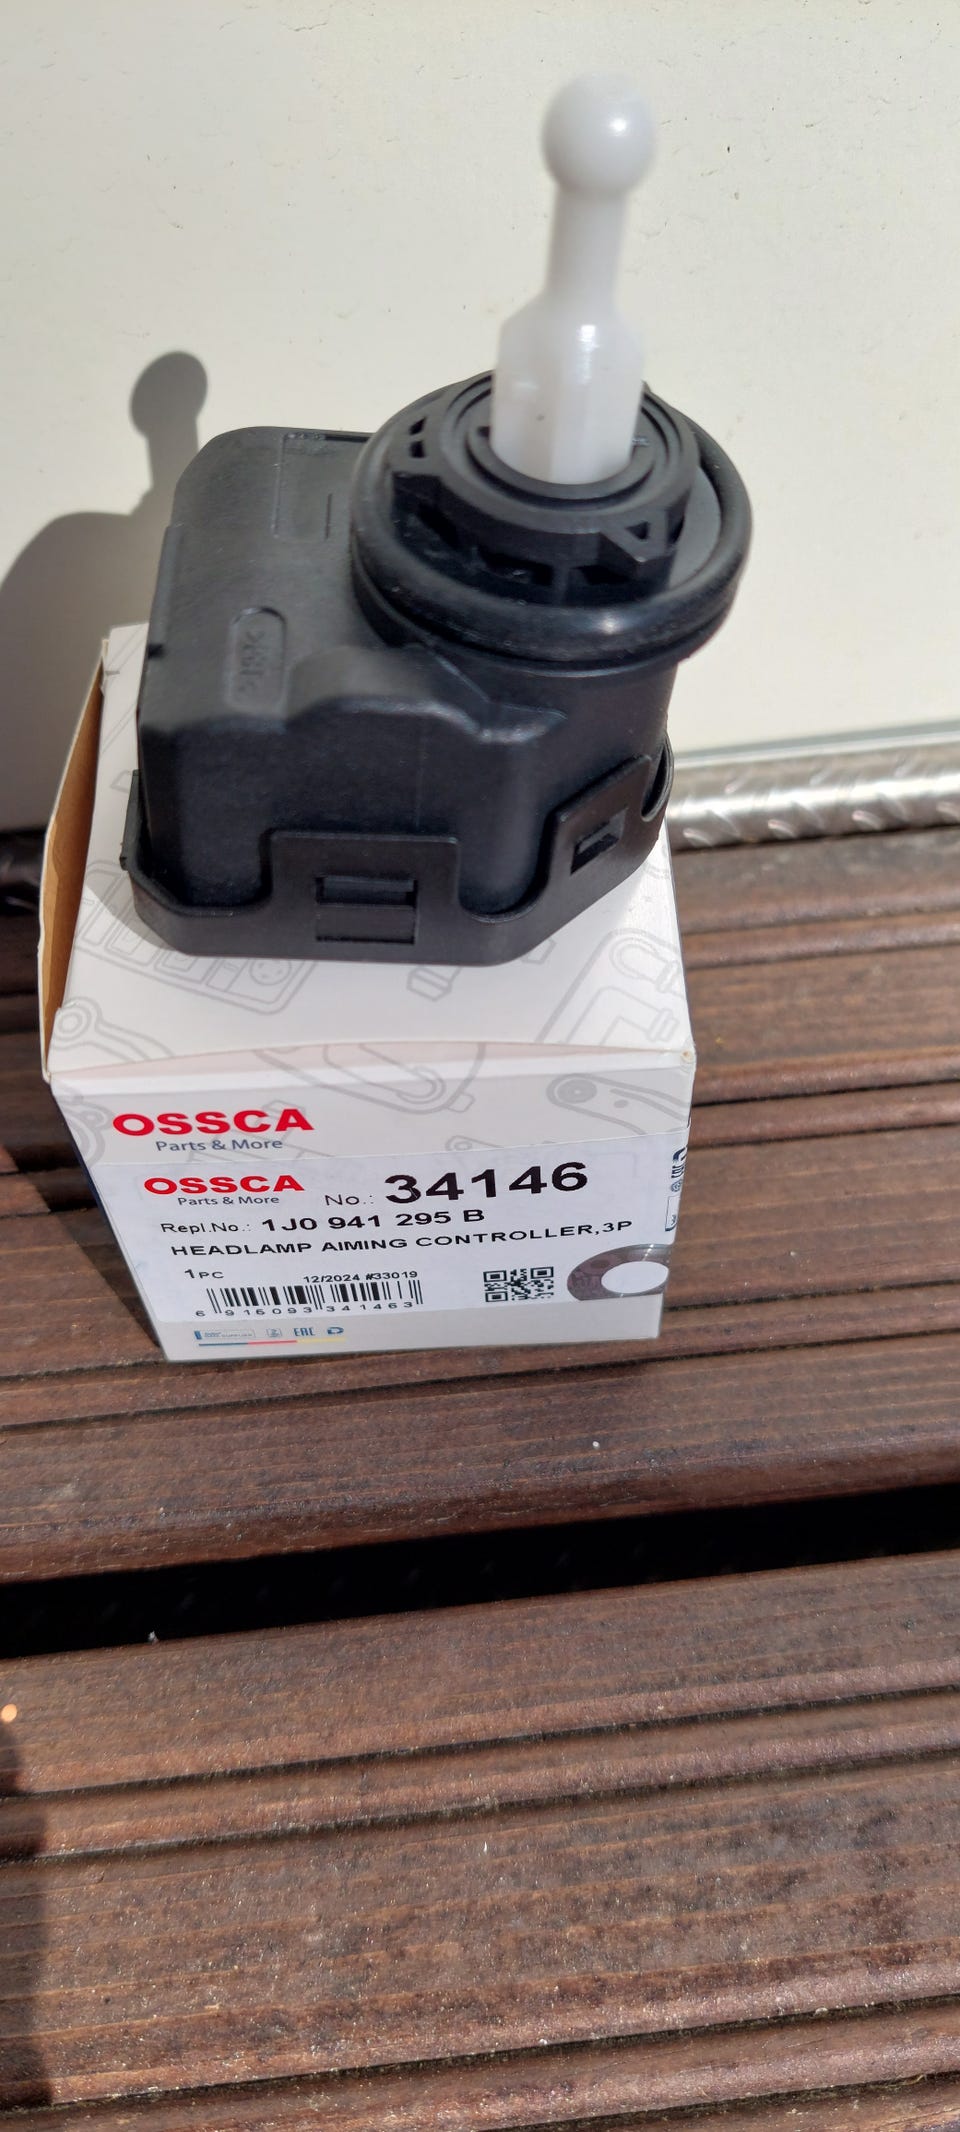 OSSCA
Parts & More
OSSCA
Parts & More
No.: 34146
Repl.No.: 1J0 941 295 B
HEADLAMP AIMING CONTROLLER,3P
1PC
12/2024 #33019
6 916093 341463
EAC